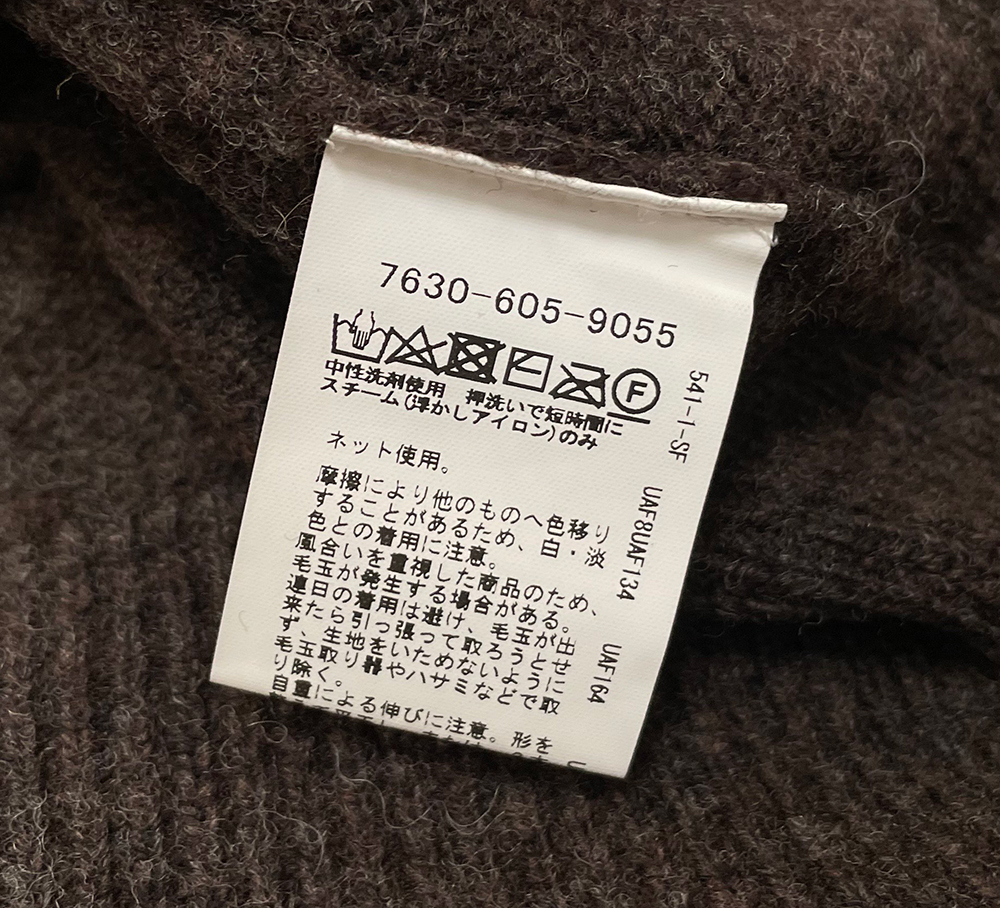 7630-605-9055
F
中性洗剤使用 押洗いで短時間に
スチーム(浮かしアイロン)のみ
ネット使用。
摩擦により他のものへ色移り
することがあるため、白・淡
色との着用に注意。
風合いを重視した商品のため、
毛玉が発生する場合がある。
連日の着用は避け、毛玉が出
来たら引っ張って取ろうとせ
ず、生地をいためないように
毛玉取り器やハサミなどで取
り除く。
自重による伸びに注意。形を
541-1-SF
UAF8UAF134
UAF164